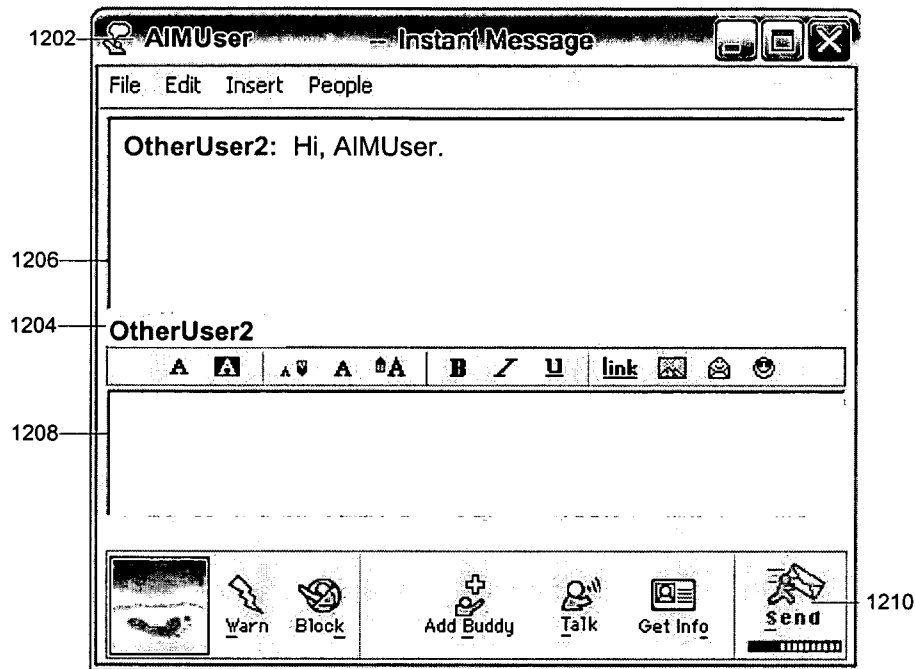 1202 AIMUser – Instant Message
File Edit Insert People
OtherUser2: Hi, AIMUser.
1206
1204 OtherUser2
A A A A A B I U link
1208
Warn Block Add Buddy Talk Get Info Send 1210